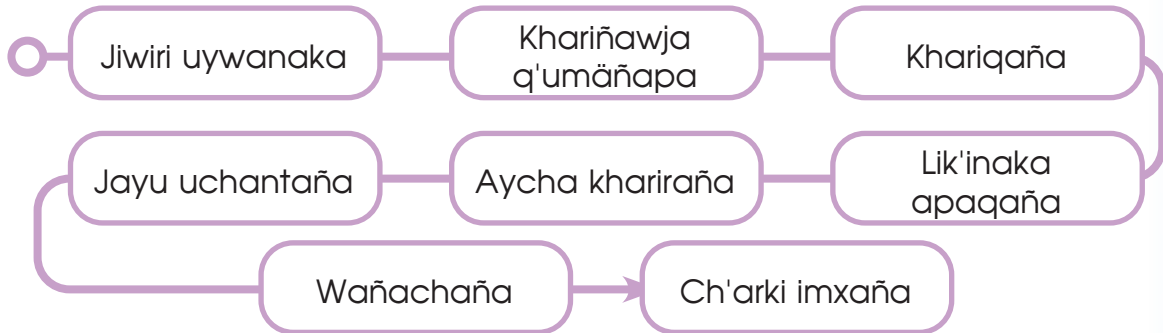 Jiwiri uywanaka
Khariñawja
q'umäñapa
Khariqaña
Lik'inaka
apaqaña
Aycha khariraña
Jayu uchantaña
Wañachaña
Ch'arki imxaña